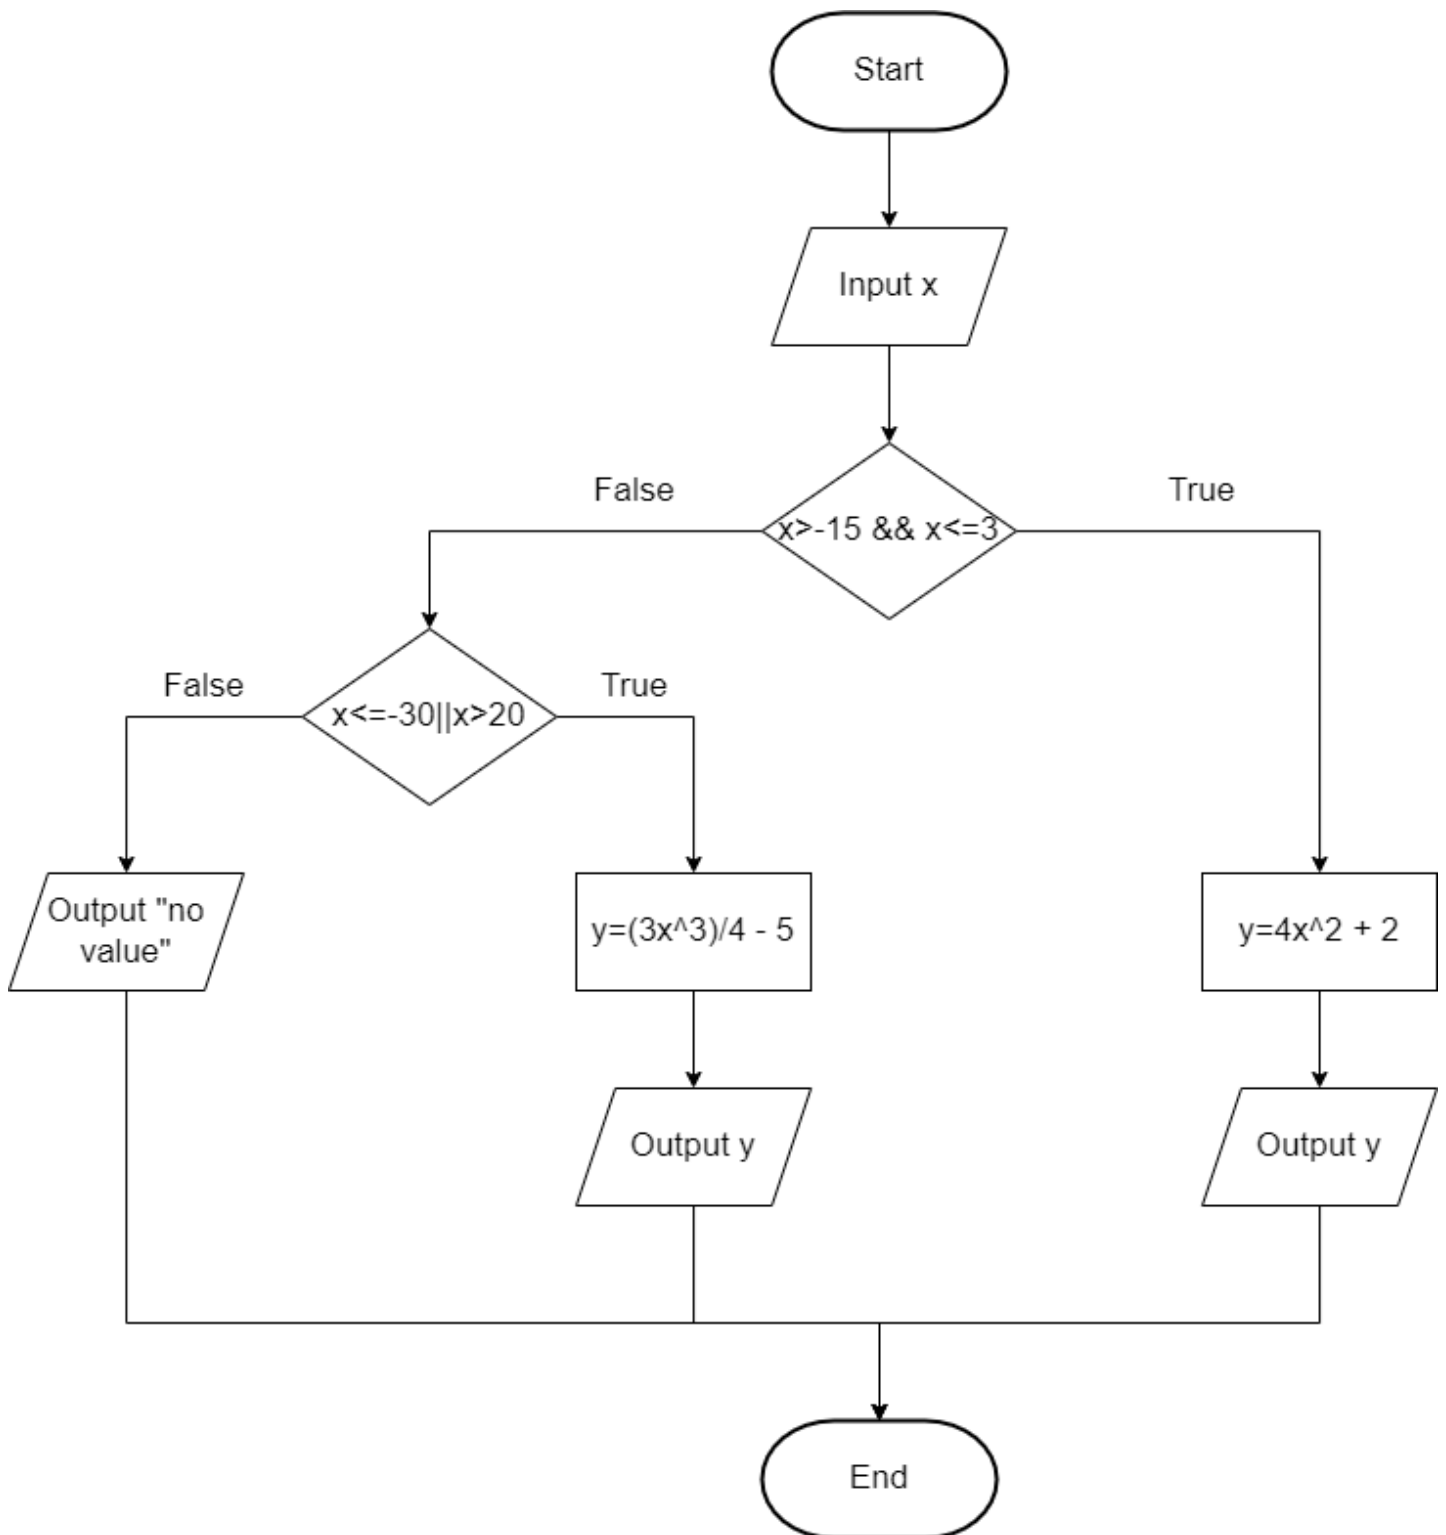 Start
Input x
False
True
x>-15 && x<=3
False
True
x<=-30||x>20
Output "no
value"
y=(3x^3)/4 - 5
y=4x^2 + 2
Output y
Output y
End